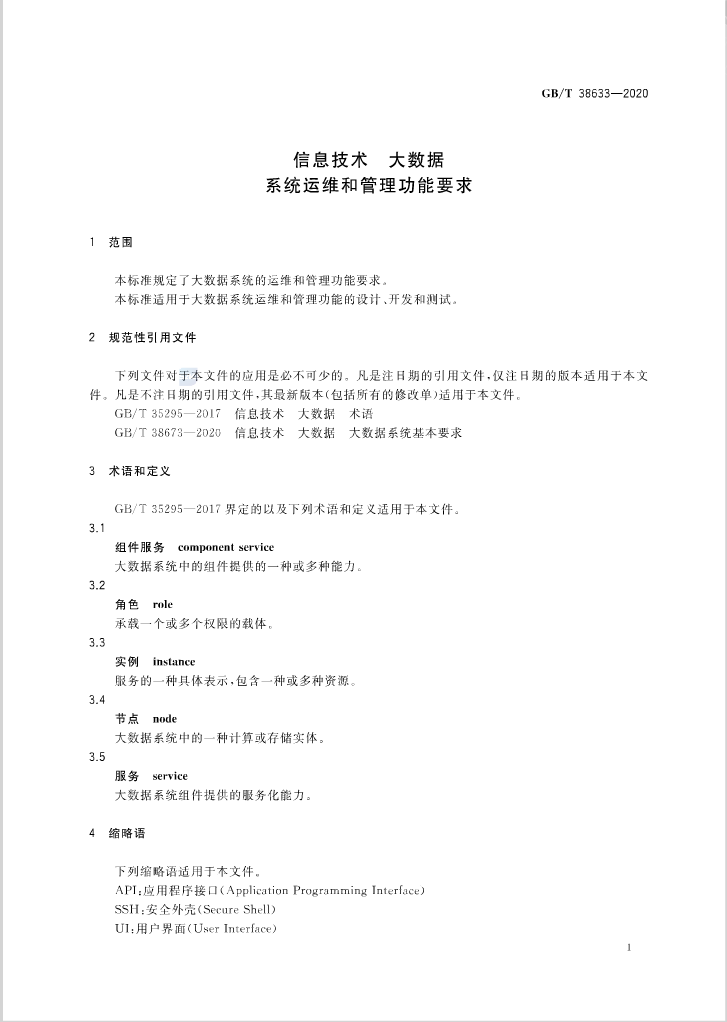 GB/T 38633—2020
信息技术 大数据
系统运维和管理功能要求
1 范围
本标准规定了大数据系统的运维和管理功能要求。
本标准适用于大数据系统运维和管理功能的设计、开发和测试。
2 规范性引用文件
下列文件对于本文件的应用是必不可少的。凡是注日期的引用文件,仅注日期的版本适用于本文
件。凡是不注日期的引用文件,其最新版本(包括所有的修改单)适用于本文件。
GB/T 35295—2017 信息技术 大数据 术语
GB/T 38673—2020 信息技术 大数据 大数据系统基本要求
3 术语和定义
GB/T 35295—2017 界定的以及下列术语和定义适用于本文件。
3.1
组件服务 component service
大数据系统中的组件提供的一种或多种能力。
3.2
角色 role
承载一个或多个权限的载体。
3.3
实例 instance
服务的一种具体表示,包含一种或多种资源。
3.4
节点 node
大数据系统中的一种计算或存储实体。
3.5
服务 service
大数据系统组件提供的服务化能力。
4 缩略语
下列缩略语适用于本文件。
API:应用程序接口(Application Programming Interface)
SSH:安全外壳(Secure Shell)
UI:用户界面(User Interface)
1